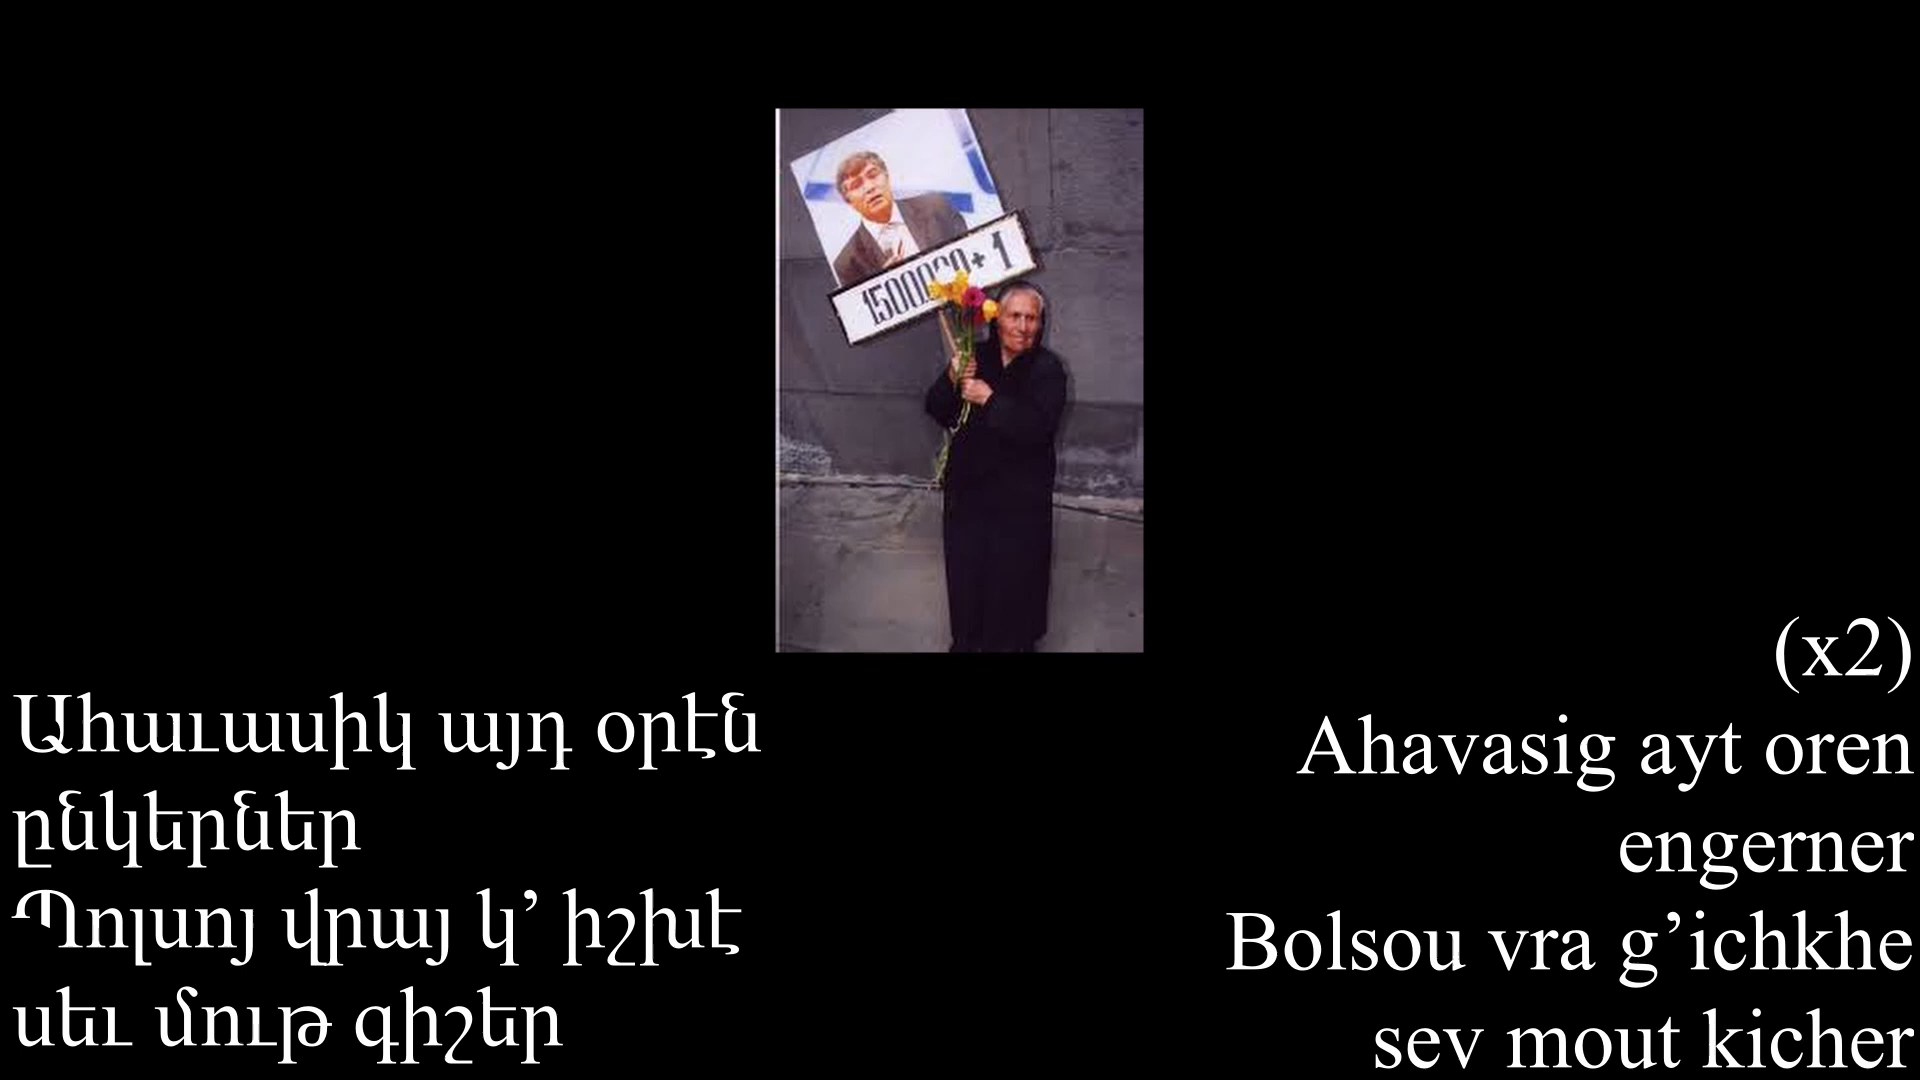 1500000+1
Ահաւասիկ այդ օրէն
ընկերներ
Պոլսոյ վրայ կ’ իշխէ
սեւ մութ գիշեր
(x2)
Ahavasig ayt oren
engerner
Bolsou vra g’ichkhe
sev mout kicher